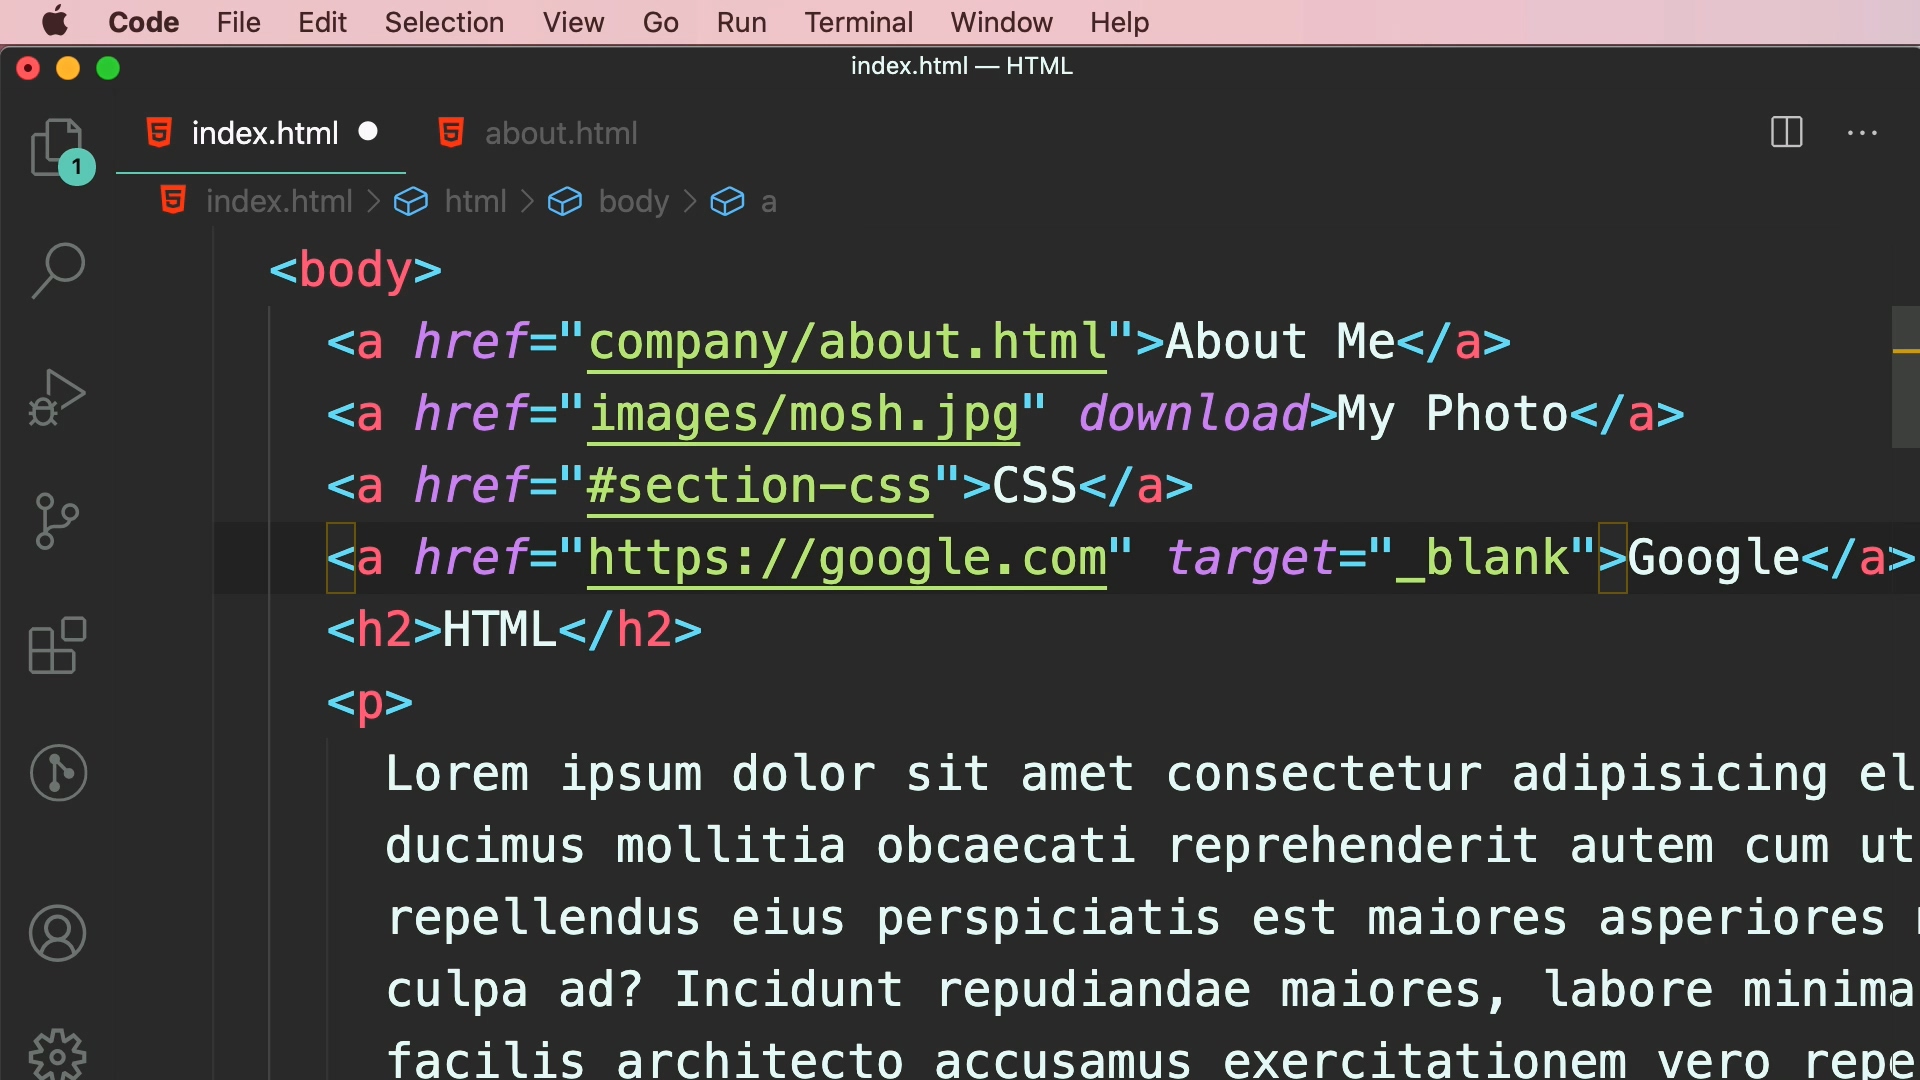 Code File Edit Selection View Go Run Terminal Window Help
index.html — HTML
index.html about.html
1
index.html > html > body > a
<body>
<a href="company/about.html">About Me</a>
<a href="images/mosh.jpg" download>My Photo</a>
<a href="#section-css">CSS</a>
<a href="https://google.com" target="_blank">Google</a>
<h2>HTML</h2>
<p>
Lorem ipsum dolor sit amet consectetur adipisicing el
ducimus mollitia obcaecati reprehenderit autem cum ut
repellendus eius perspiciatis est maiores asperiores
culpa ad? Incidunt repudiandae maiores, labore minima
facilis architecto accusamus exercitationem vero repe